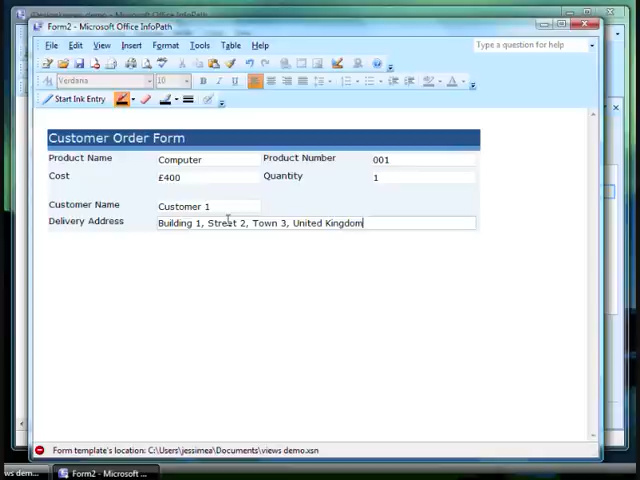 Form2 - Microsoft Office InfoPath
File Edit View Insert Format Tools Table Help Type a question for help
Verdana 10 B I U
Start Ink Entry
Customer Order Form
Product Name Computer Product Number 001
Cost £400 Quantity 1
Customer Name Customer 1
Delivery Address Building 1, Street 2, Town 3, United Kingdom
Form template's location: C:\Users\jessimea\Documents\views demo.xsn
ws dem... Form2 - Microsoft ...